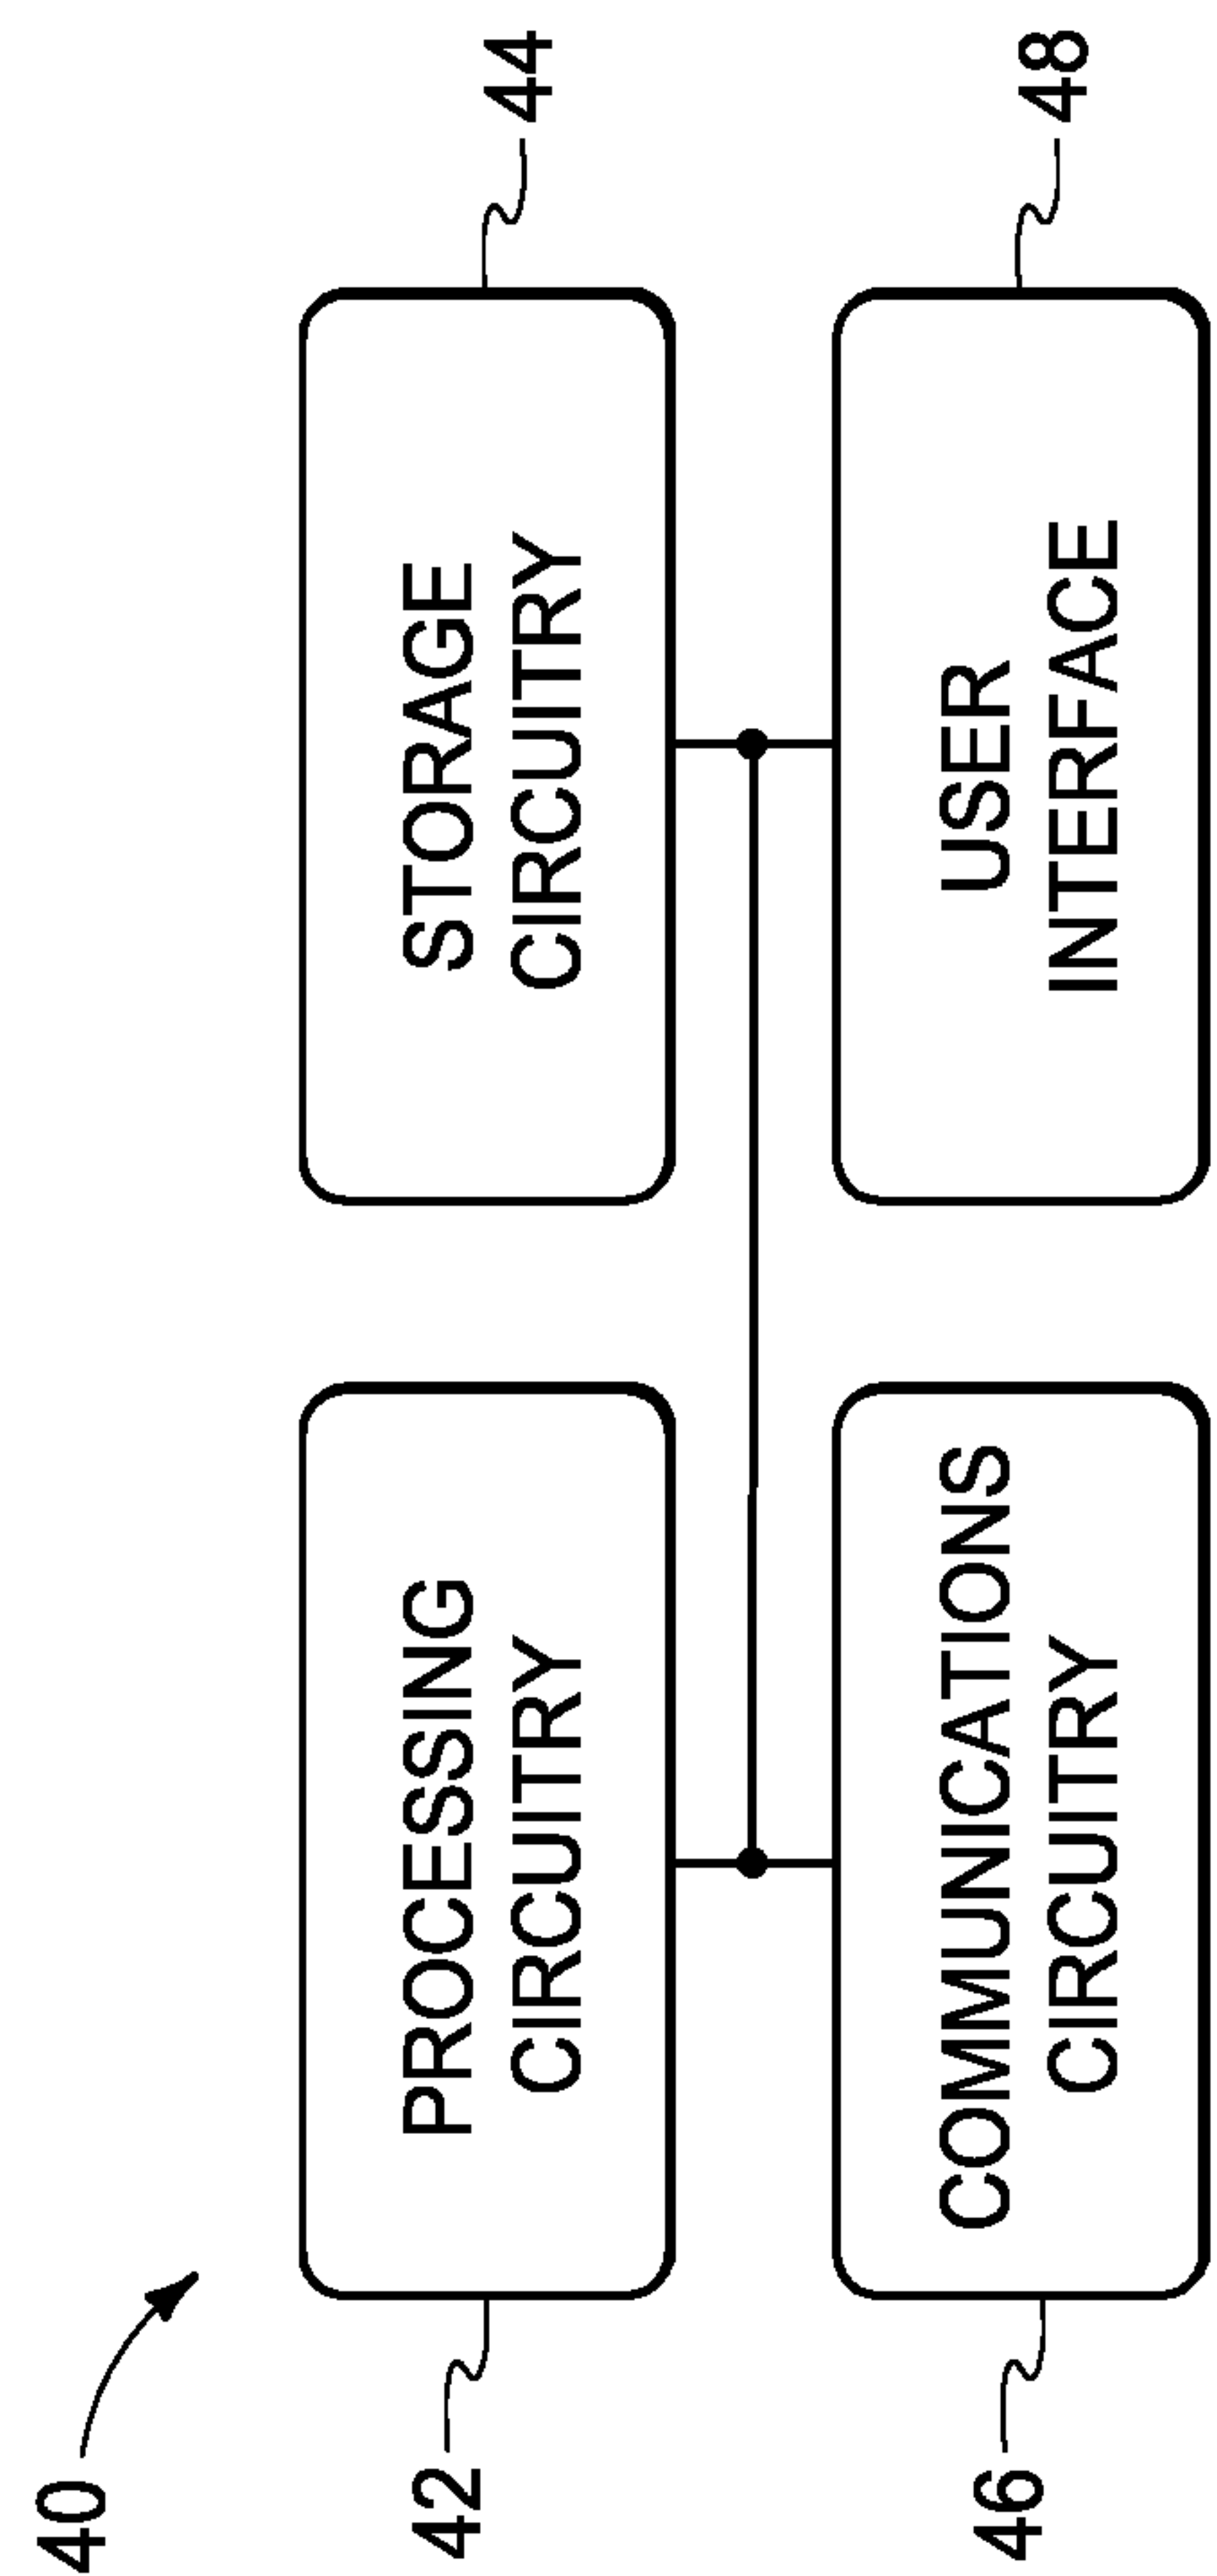 40
42
PROCESSING
CIRCUITRY
STORAGE
CIRCUITRY
44
46
COMMUNICATIONS
CIRCUITRY
USER
INTERFACE
48